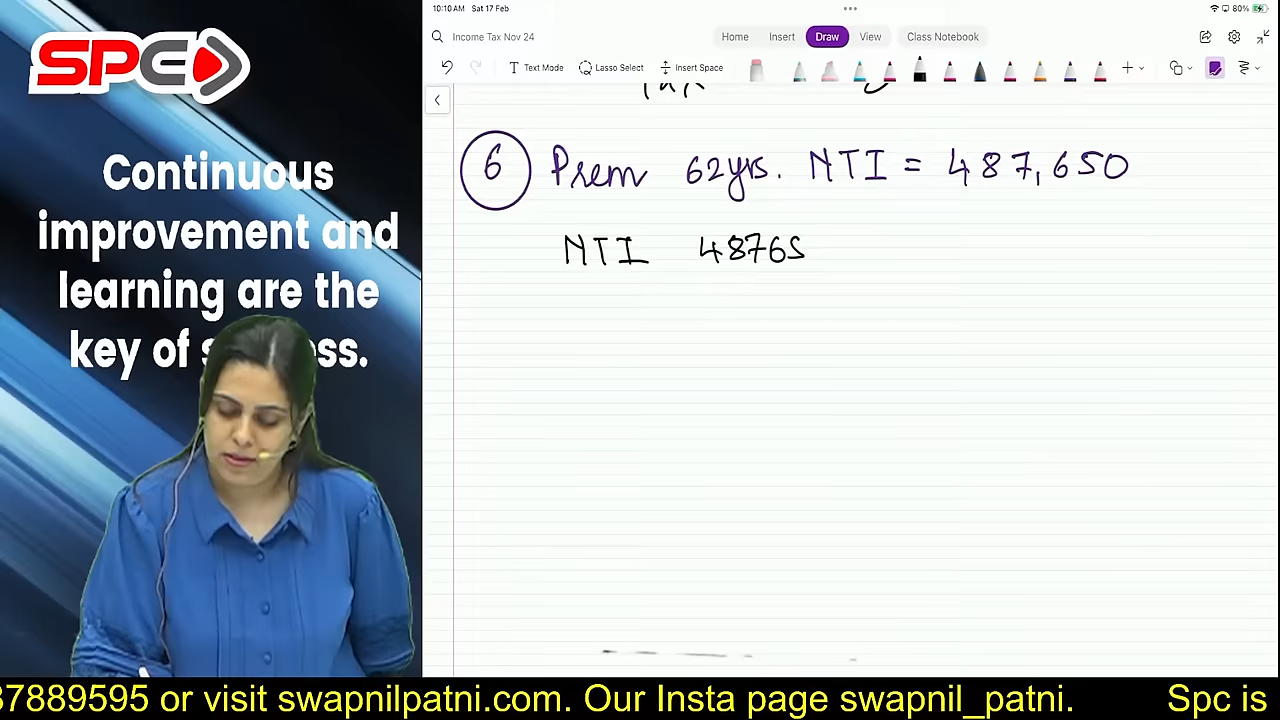 10:10 AM Sat 17 Feb
80%
SPC
Income Tax Nov 24
Home Insert Draw View Class Notebook
Text Mode Lasso Select Insert Space
Continuous
improvement and
learning are the
key of
ss.
6 Prem 62yrs. NTI = 487,650
NTI 48765
37889595 or visit swapnilpatni.com. Our Insta page swapnil_patni. Spc is